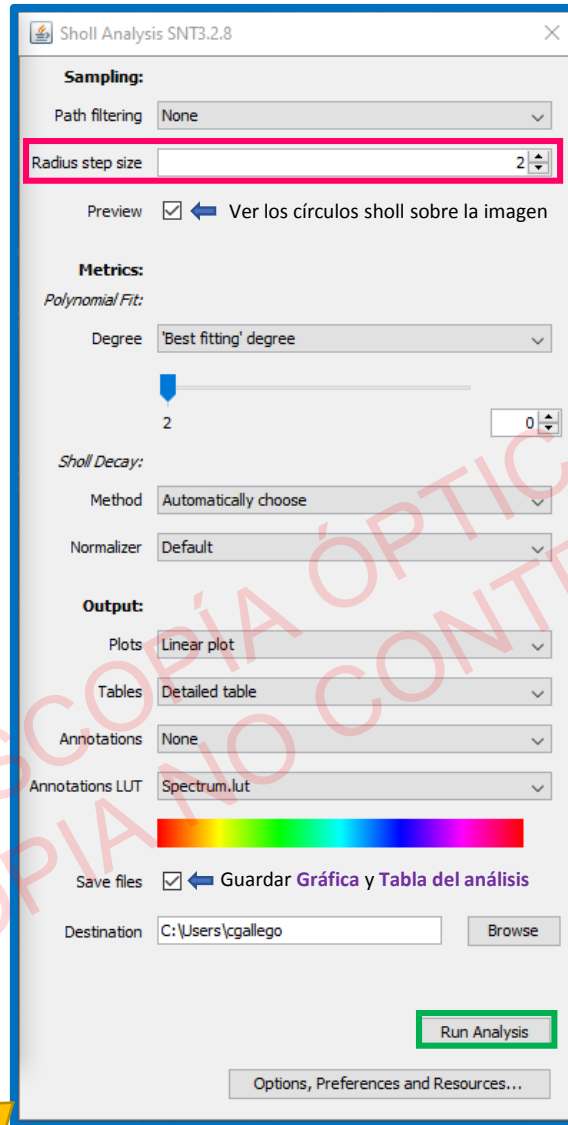 Sholl Analysis SNT3.2.8
Sampling:
Path filtering None
Radius step size 2
Preview Ver los círculos sholl sobre la imagen
Metrics:
Polynomial Fit:
Degree 'Best fitting' degree
2 0
Sholl Decay:
Method Automatically choose
Normalizer Default
Output:
Plots Linear plot
Tables Detailed table
Annotations None
Annotations LUT Spectrum.lut
Save files Guardar Gráfica y Tabla del análisis
Destination C:\Users\cgallego Browse
Run Analysis
Options, Preferences and Resources...